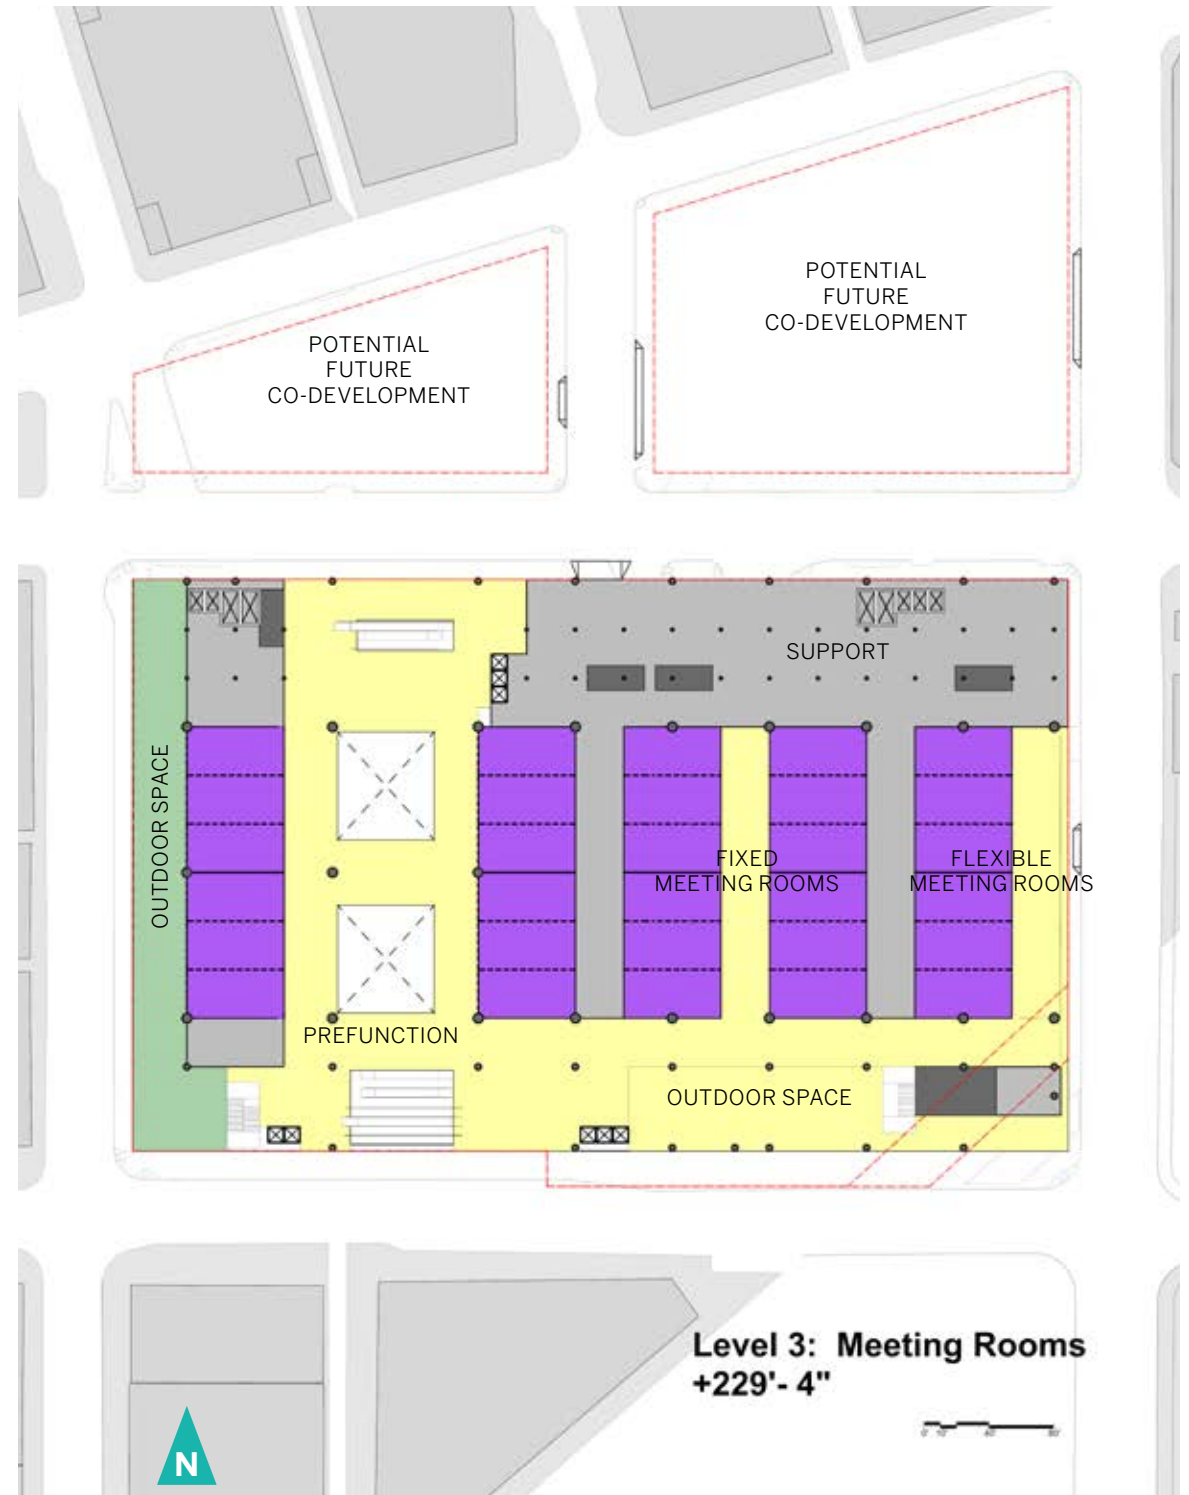 POTENTIAL
FUTURE
CO-DEVELOPMENT
POTENTIAL
FUTURE
CO-DEVELOPMENT
SUPPORT
OUTDOOR SPACE
FIXED
MEETING ROOMS
FLEXIBLE
MEETING ROOMS
PREFUNCTION
OUTDOOR SPACE
Level 3: Meeting Rooms
+229'- 4"
N